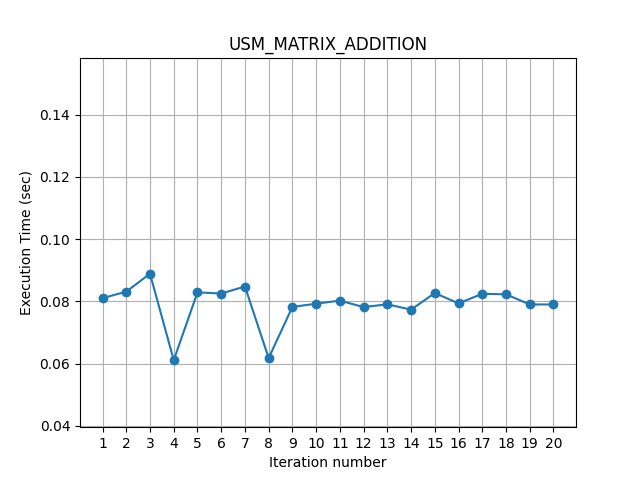 USM_MATRIX_ADDITION
0.14
0.12
0.10
0.08
0.06
0.04
Execution Time (sec)
1 2 3 4 5 6 7 8 9 10 11 12 13 14 15 16 17 18 19 20
Iteration number